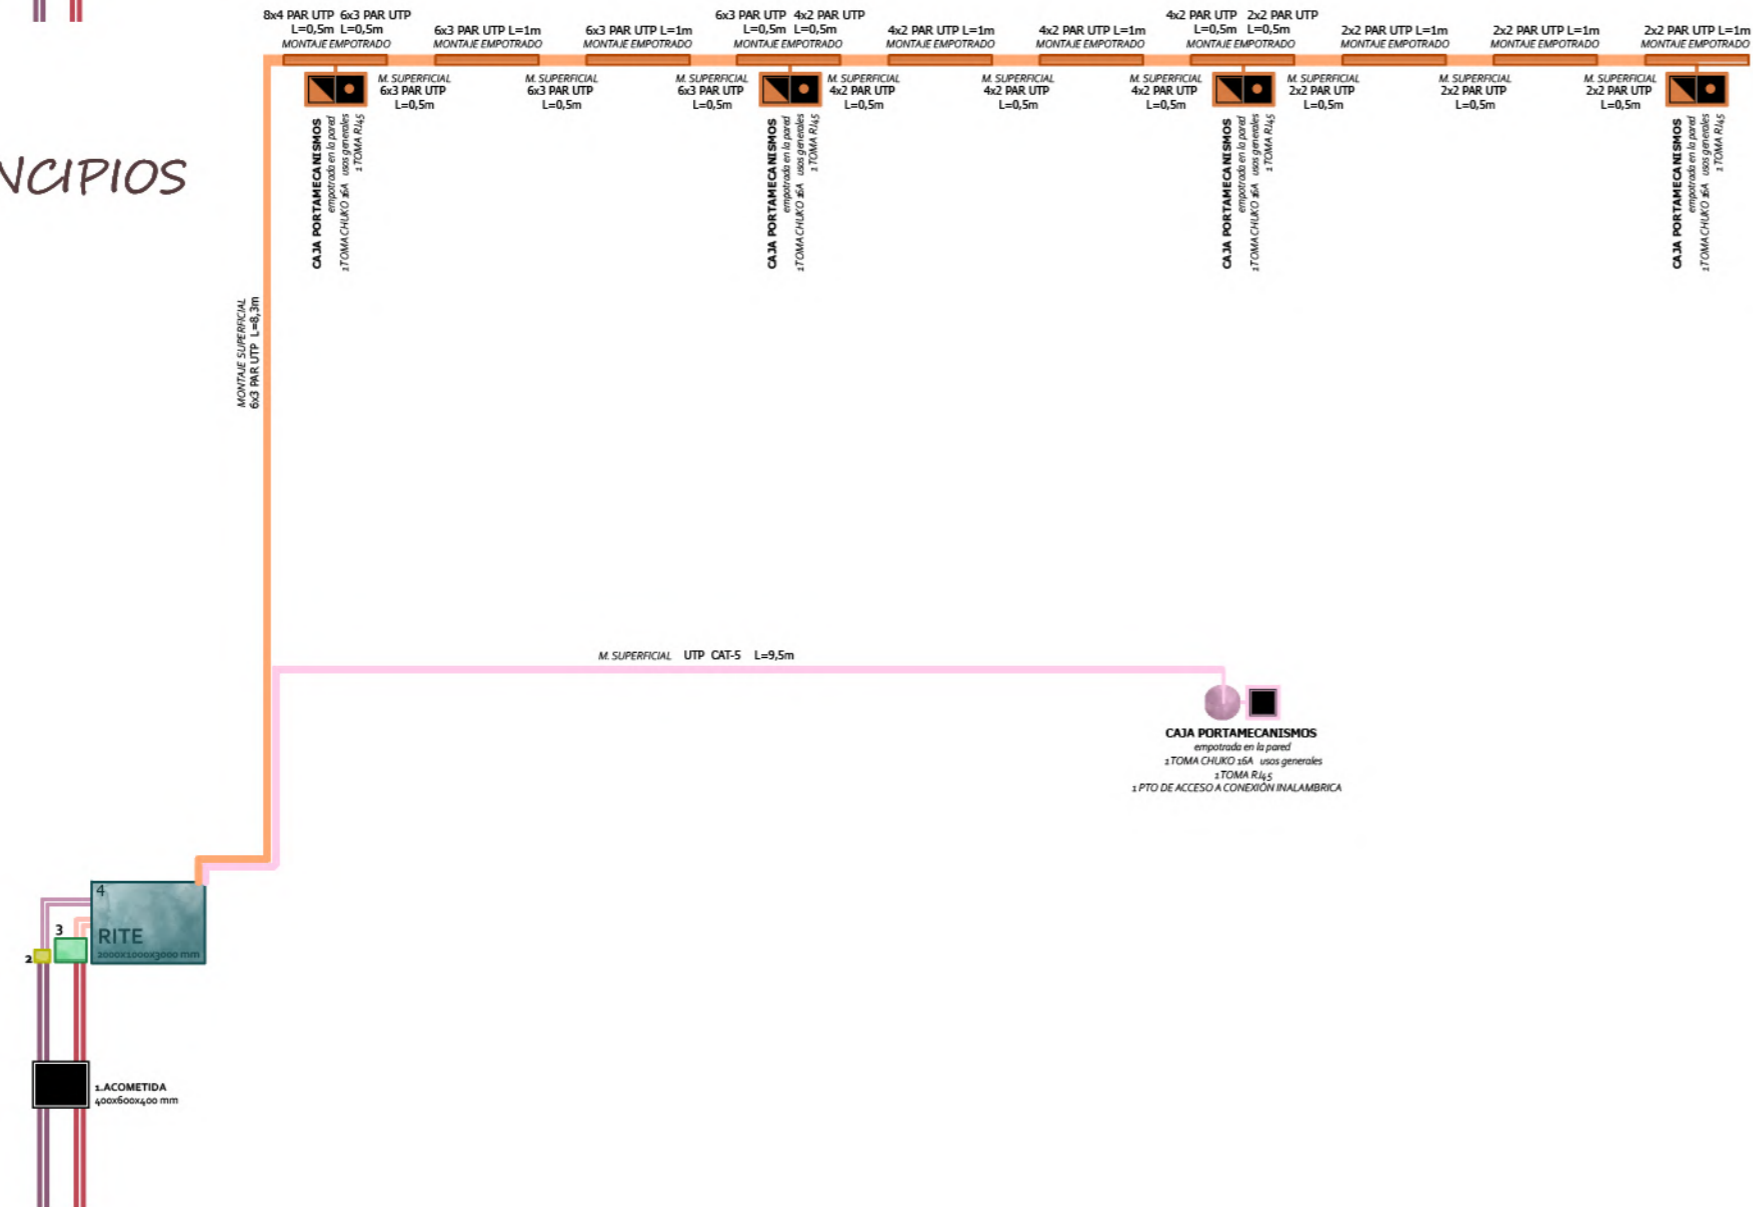 8x4 PAR UTP 6x3 PAR UTP
L=0,5m L=0,5m
MONTAJE EMPOTRADO
6x3 PAR UTP L=1m
MONTAJE EMPOTRADO
6x3 PAR UTP L=1m
MONTAJE EMPOTRADO
6x3 PAR UTP 4x2 PAR UTP
L=0,5m L=0,5m
MONTAJE EMPOTRADO
4x2 PAR UTP L=1m
MONTAJE EMPOTRADO
4x2 PAR UTP L=1m
MONTAJE EMPOTRADO
4x2 PAR UTP 2x2 PAR UTP
L=0,5m L=0,5m
MONTAJE EMPOTRADO
2x2 PAR UTP L=1m
MONTAJE EMPOTRADO
2x2 PAR UTP L=1m
MONTAJE EMPOTRADO
2x2 PAR UTP L=1m
MONTAJE EMPOTRADO
M. SUPERFICIAL
6x3 PAR UTP
L=0,5m
M. SUPERFICIAL
6x3 PAR UTP
L=0,5m
M. SUPERFICIAL
6x3 PAR UTP
L=0,5m
M. SUPERFICIAL
4x2 PAR UTP
L=0,5m
M. SUPERFICIAL
4x2 PAR UTP
L=0,5m
M. SUPERFICIAL
4x2 PAR UTP
L=0,5m
M. SUPERFICIAL
2x2 PAR UTP
L=0,5m
M. SUPERFICIAL
2x2 PAR UTP
L=0,5m
M. SUPERFICIAL
2x2 PAR UTP
L=0,5m
CAJA PORTAMECANISMOS
empotrada en la pared
1 TOMA CHUKO 16A usos generales
1 TOMA RJ45
CAJA PORTAMECANISMOS
empotrada en la pared
1 TOMA CHUKO 16A usos generales
1 TOMA RJ45
CAJA PORTAMECANISMOS
empotrada en la pared
1 TOMA CHUKO 16A usos generales
1 TOMA RJ45
CAJA PORTAMECANISMOS
empotrada en la pared
1 TOMA CHUKO 16A usos generales
1 TOMA RJ45
NCIPIOS
MONTAJE SUPERFICIAL
6x3 PAR UTP L=8,3m
M. SUPERFICIAL UTP CAT-5 L=9,5m
CAJA PORTAMECANISMOS
empotrada en la pared
1 TOMA CHUKO 16A usos generales
1 TOMA RJ45
1 PTO DE ACCESO A CONEXIÓN INALAMBRICA
4
RITE
2000x1000x3000 mm
3
2
1.ACOMETIDA
400x600x400 mm